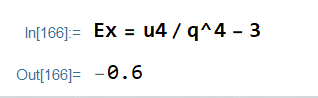 In[166]:= Ex = u4 / q^4 – 3
Out[166]= -0.6